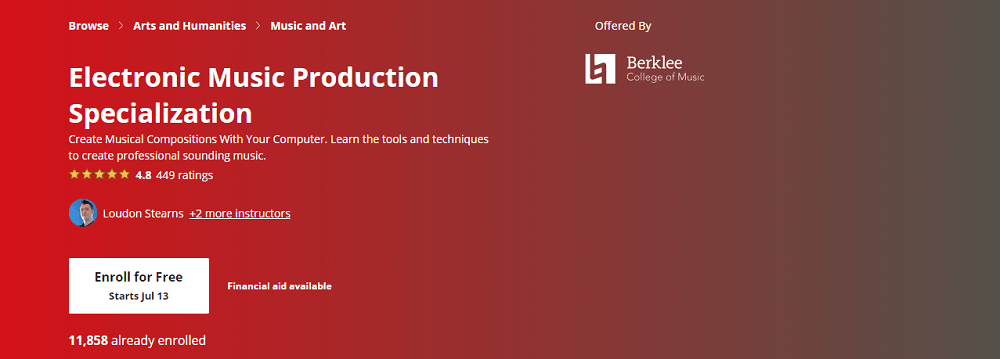 Browse > Arts and Humanities > Music and Art
Offered By
Berklee
College of Music
Electronic Music Production
Specialization
Create Musical Compositions With Your Computer. Learn the tools and techniques
to create professional sounding music.
4.8 449 ratings
Loudon Stearns +2 more instructors
Enroll for Free
Starts Jul 13
Financial aid available
11,858 already enrolled